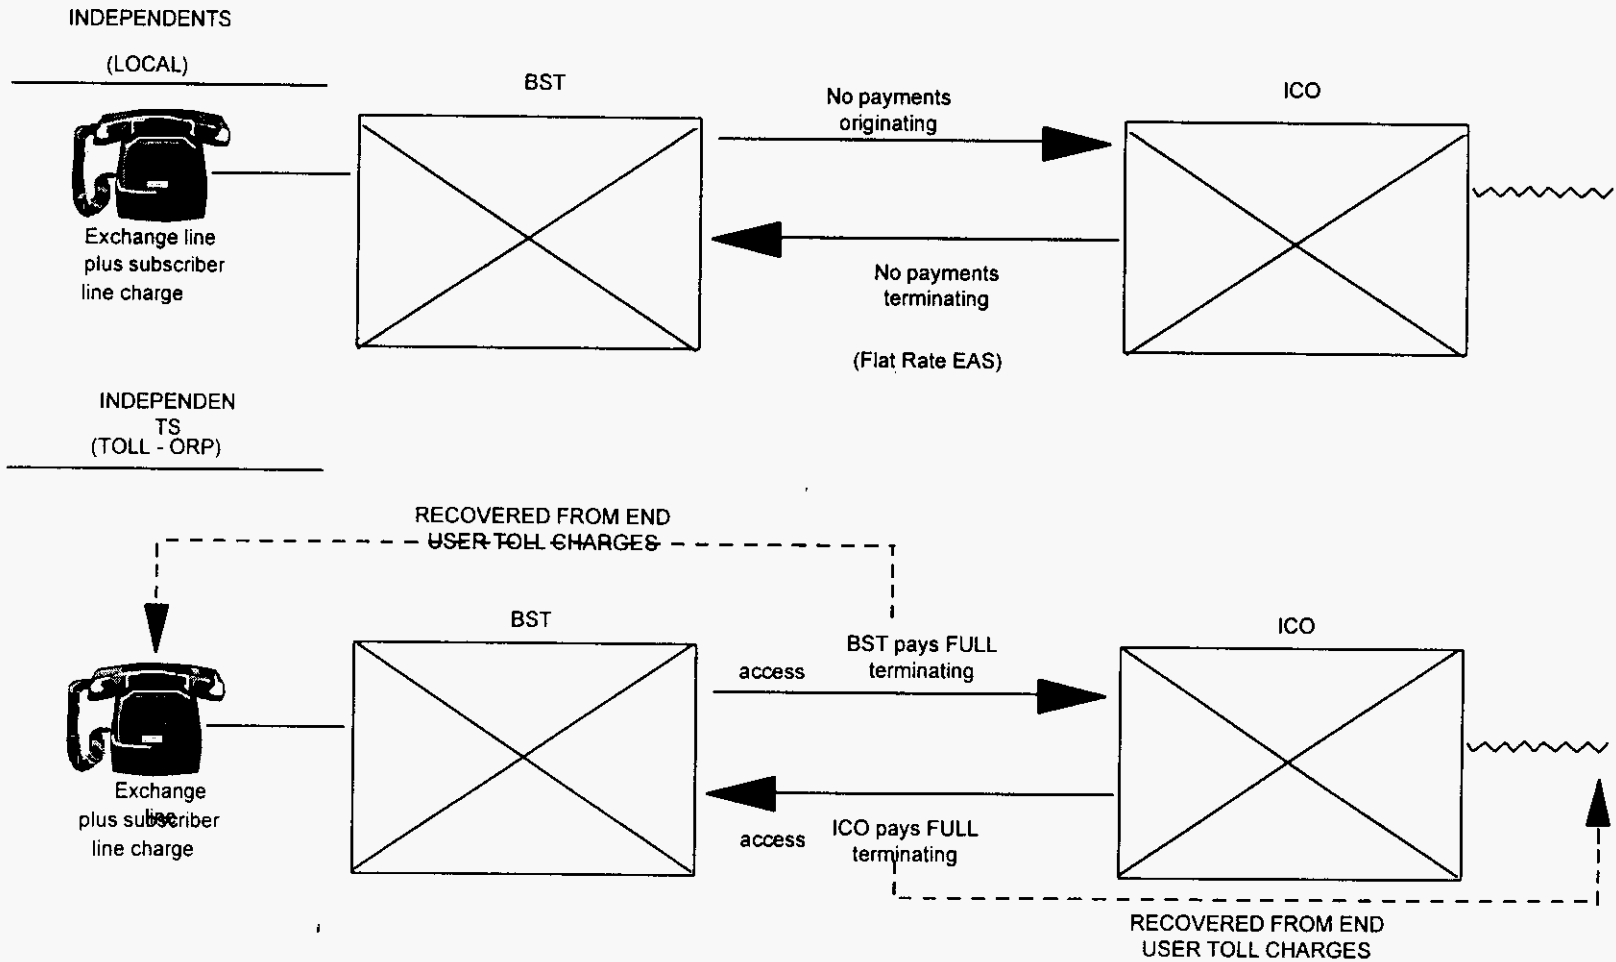 INDEPENDENTS
(LOCAL)
BST
No payments
originating
ICO
Exchange line
plus subscriber
line charge
No payments
terminating
(Flat Rate EAS)
INDEPENDEN
TS
(TOLL - ORP)
RECOVERED FROM END
USER TOLL CHARGES
BST
BST pays FULL
access terminating
ICO
Exchange
line
plus subscriber
line charge
ICO pays FULL
access terminating
RECOVERED FROM END
USER TOLL CHARGES